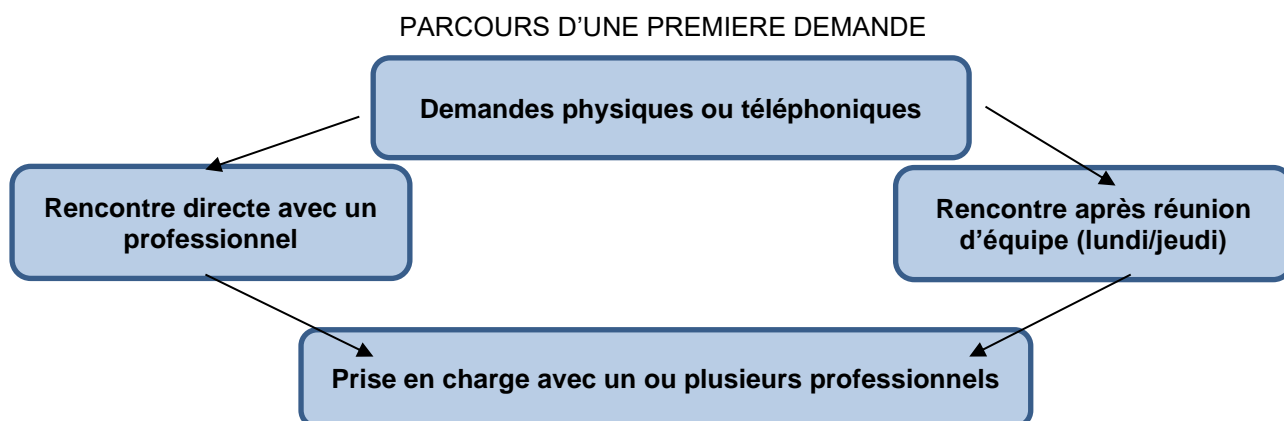 PARCOURS D’UNE PREMIERE DEMANDE
Demandes physiques ou téléphoniques
Rencontre directe avec un
professionnel
Rencontre après réunion
d’équipe (lundi/jeudi)
Prise en charge avec un ou plusieurs professionnels